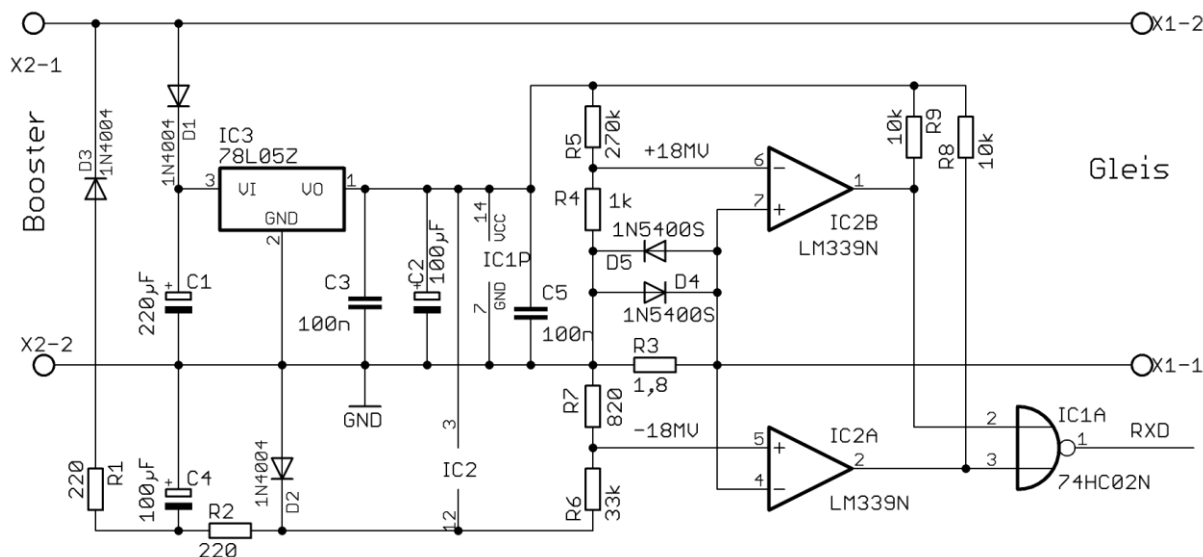 X2-1
X1-2
Booster
Gleis
D3
1N4004
1N4004
D1
IC3
78L05Z
3
VI
VO
1
GND
2
220µF
+
C1
C3
100n
C2
+
100µF
14
VCC
IC1P
7
GND
C5
100n
R5
270k
+18MV
R4
1k
1N5400S
D5
D4
1N5400S
6
-
7
+
1
IC2B
LM339N
10k
R9
R8
10k
X2-2
X1-1
R3
1,8
GND
R7
820
-18MV
5
+
4
-
2
IC2A
LM339N
R6
33k
2
3
IC1A
1
RXD
74HC02N
220
R1
100µF
+
C4
R2
220
1N4004
D2
3
IC2
12